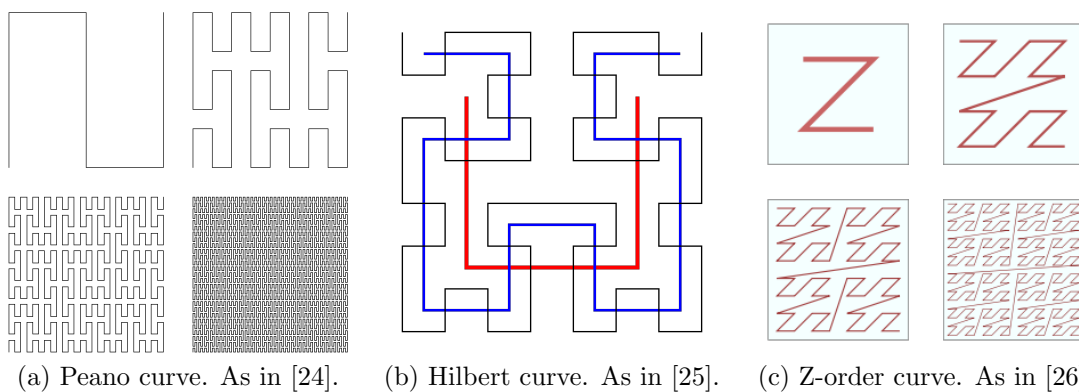 (a) Peano curve. As in [24].
(b) Hilbert curve. As in [25].
(c) Z-order curve. As in [26